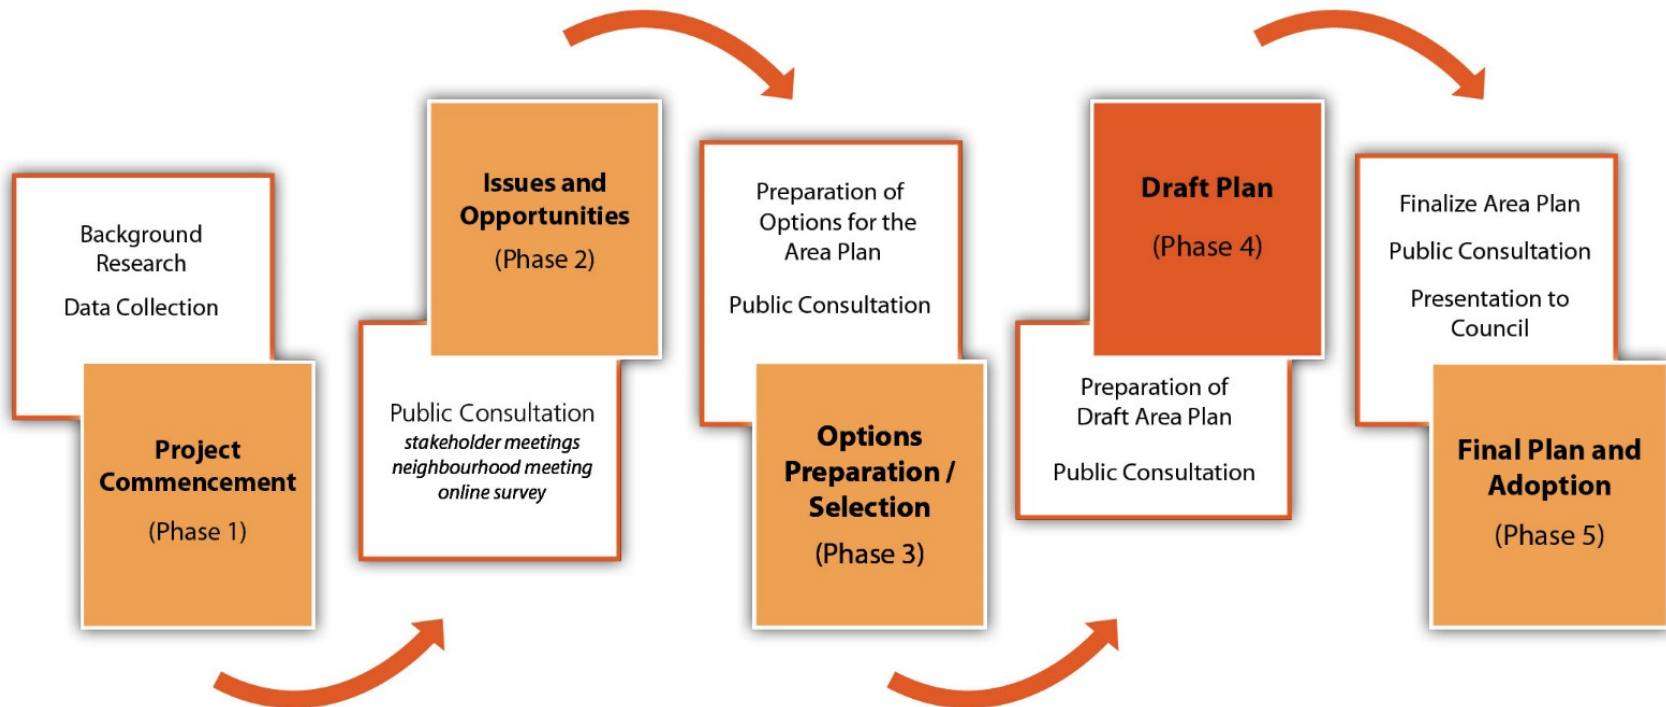 Background
Research
Data Collection
Project
Commencement
(Phase 1)
Issues and
Opportunities
(Phase 2)
Public Consultation
stakeholder meetings
neighbourhood meeting
online survey
Preparation of
Options for the
Area Plan
Public Consultation
Options
Preparation /
Selection
(Phase 3)
Draft Plan
(Phase 4)
Preparation of
Draft Area Plan
Public Consultation
Finalize Area Plan
Public Consultation
Presentation to
Council
Final Plan and
Adoption
(Phase 5)